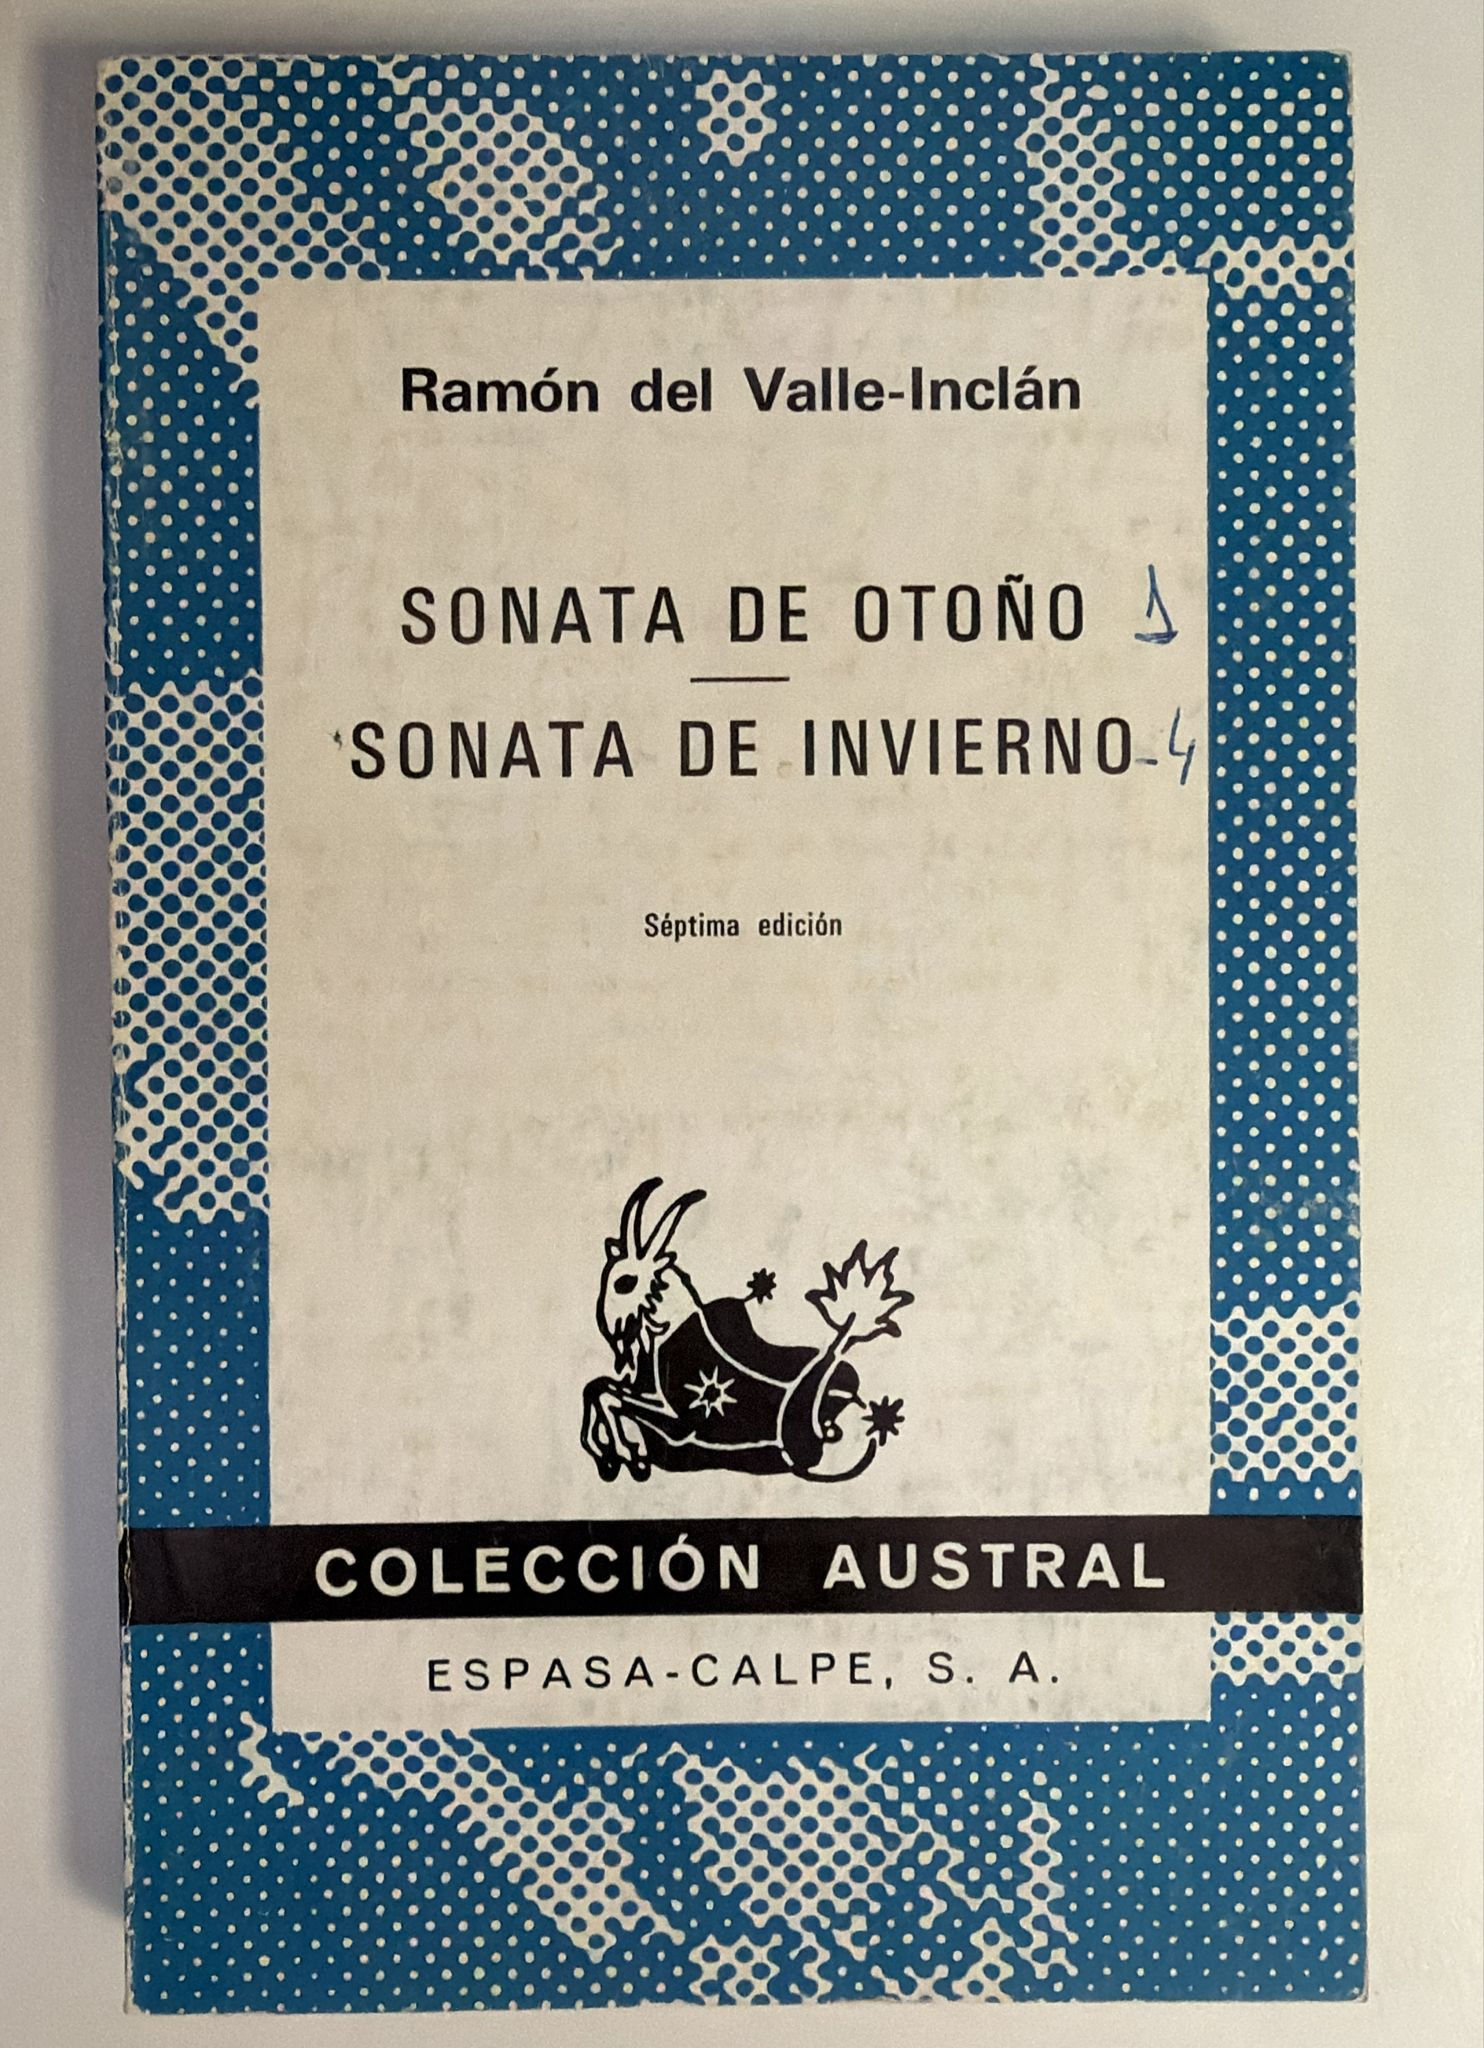 Ramón del Valle-Inclán
SONATA DE OTOÑO 1
SONATA DE INVIERNO-4
Séptima edición
COLECCIÓN AUSTRAL
ESPASA-CALPE, S. A.